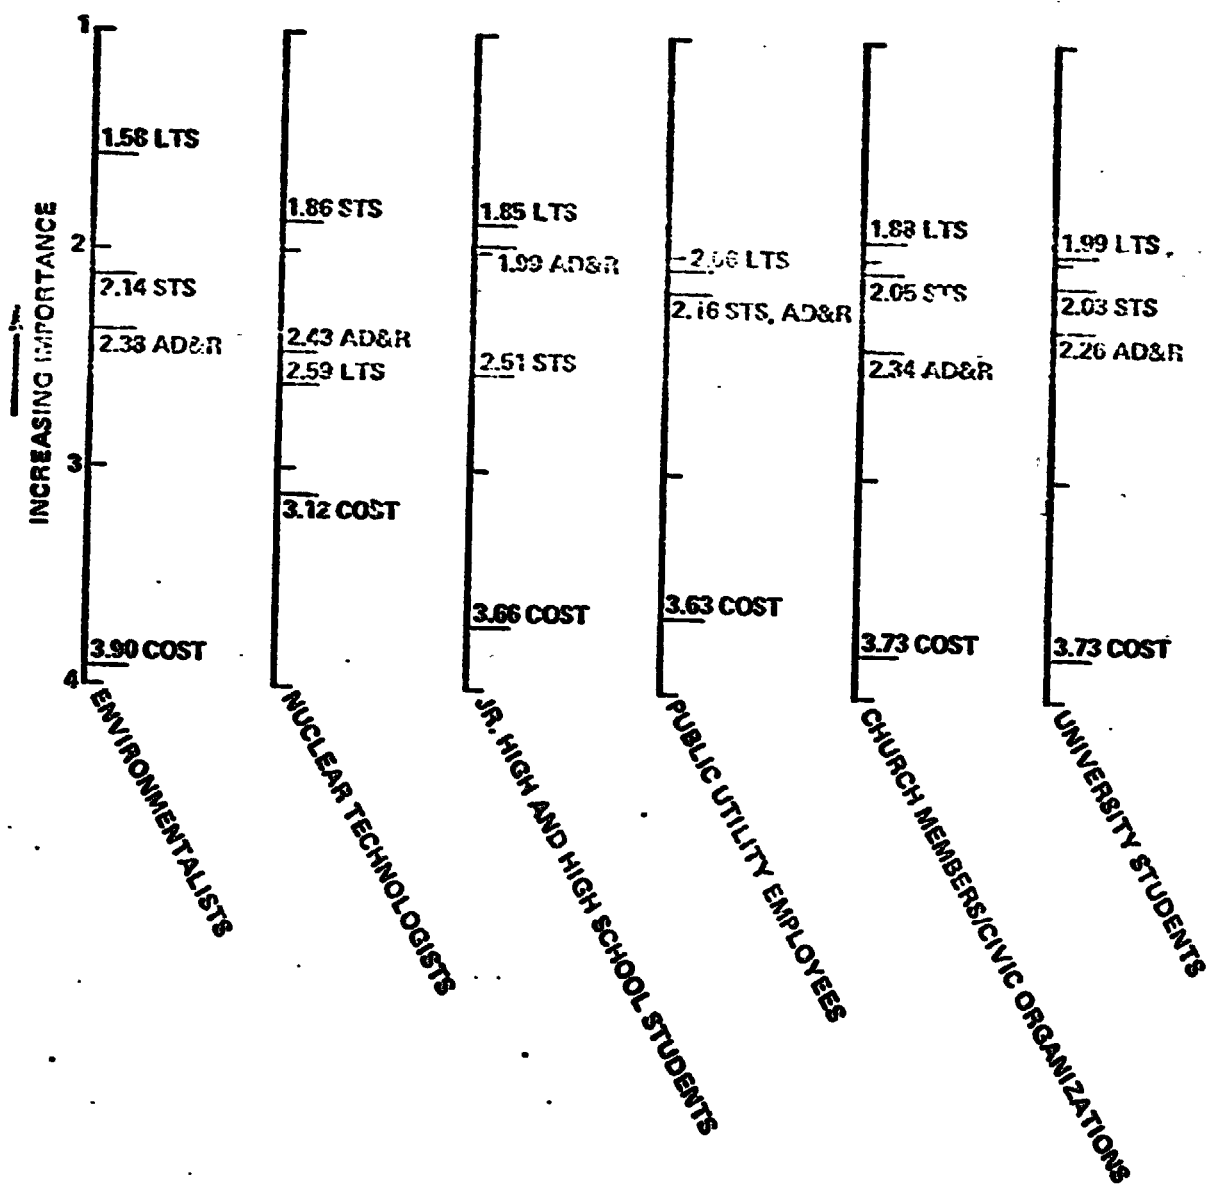 1
2
3
4
INCREASING IMPORTANCE
1.58 LTS
2.14 STS
2.38 AD&R
3.90 COST
ENVIRONMENTALISTS
1.86 STS
2.43 AD&R
2.59 LTS
3.12 COST
NUCLEAR TECHNOLOGISTS
1.85 LTS
1.99 AD&R
2.51 STS
3.66 COST
JR. HIGH AND HIGH SCHOOL STUDENTS
LTS
2.16 STS, AD&R
3.63 COST
PUBLIC UTILITY EMPLOYEES
1.88 LTS
2.05 STS
2.34 AD&R
3.73 COST
CHURCH MEMBERS/CIVIC ORGANIZATIONS
1.99 LTS
2.03 STS
2.26 AD&R
3.73 COST
UNIVERSITY STUDENTS